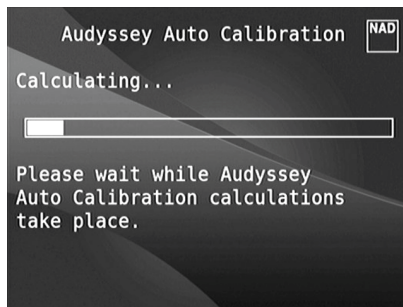 Audyssey Auto Calibration
NAD
Calculating...
Please wait while Audyssey
Auto Calibration calculations
take place.